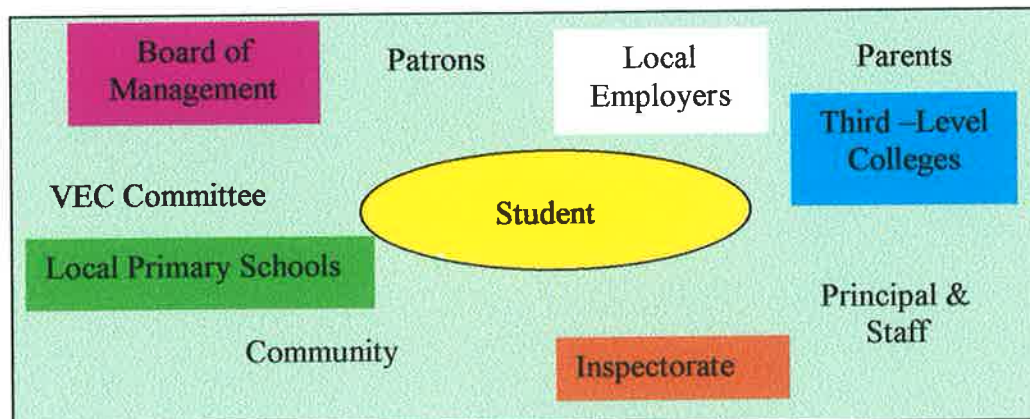 Board of
Management
Patrons
Local
Employers
Parents
Third –Level
Colleges
VEC Committee
Student
Local Primary Schools
Principal &
Staff
Community
Inspectorate